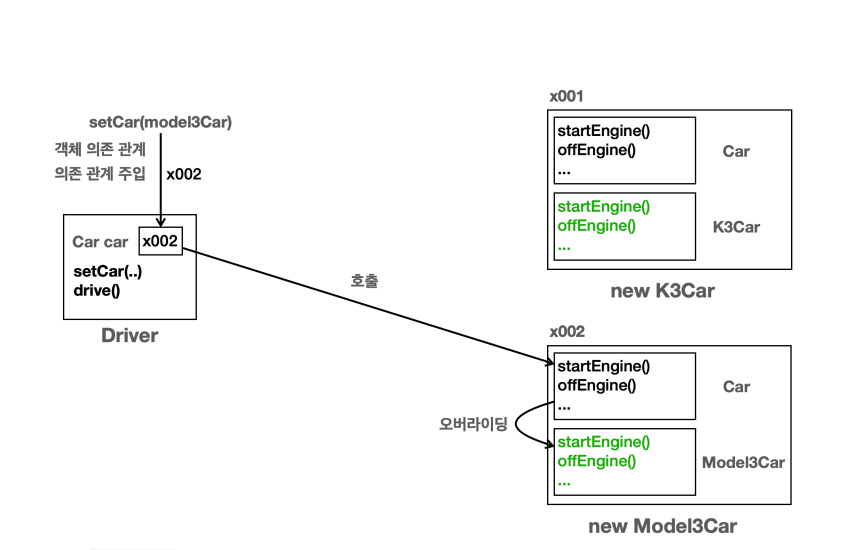 setCar(model3Car)
객체 의존 관계
의존 관계 주입
x002
Car car
x002
setCar(..)
drive()
Driver
호출
x001
startEngine()
offEngine()
...
Car
startEngine()
offEngine()
...
K3Car
new K3Car
x002
startEngine()
offEngine()
...
Car
오버라이딩
startEngine()
offEngine()
...
Model3Car
new Model3Car